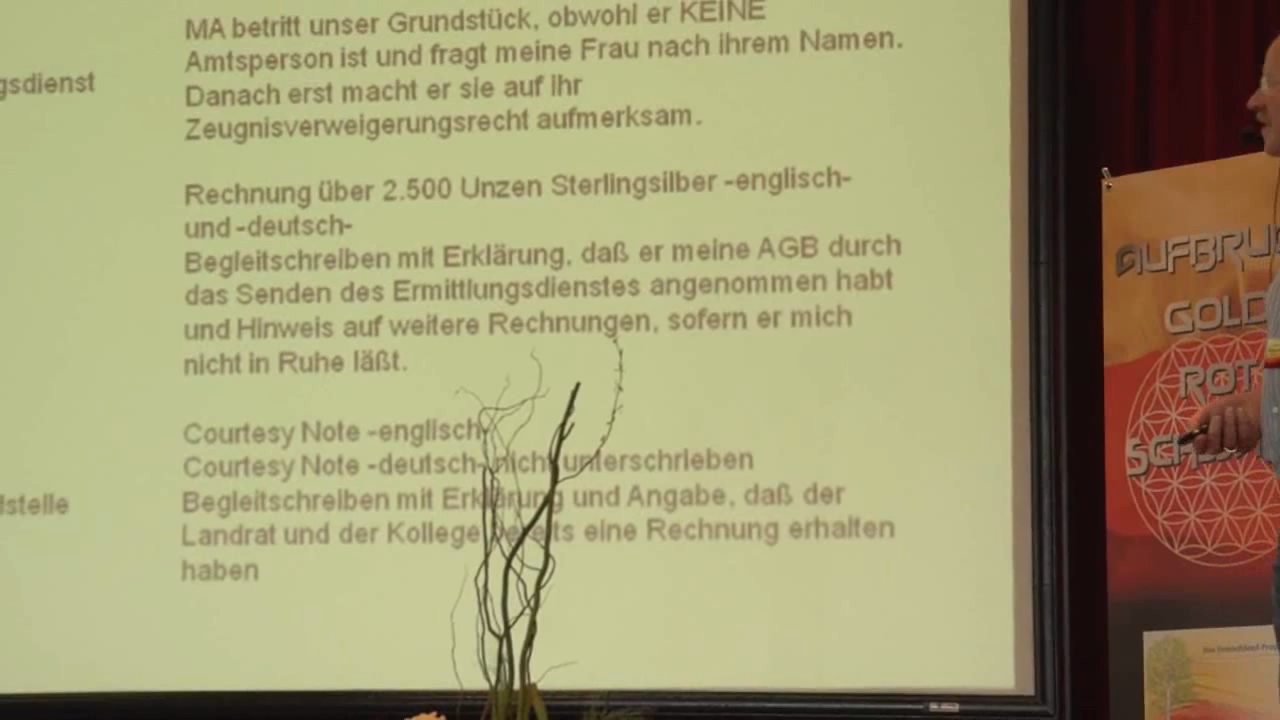 MA betritt unser Grundstück, obwohl er KEINE
Amtsperson ist und fragt meine Frau nach ihrem Namen.
gsdienst
Danach erst macht er sie auf ihr
Zeugnisverweigerungsrecht aufmerksam.
Rechnung über 2.500 Unzen Sterlingsilber -englisch-
und -deutsch-
Begleitschreiben mit Erklärung, daß er meine AGB durch
das Senden des Ermittlungsdienstes angenommen habt
und Hinweis auf weitere Rechnungen, sofern er mich
nicht in Ruhe läßt.
Courtesy Note -englisch-
Courtesy Note -deutsch- nicht unterschrieben
lstelle
Begleitschreiben mit Erklärung und Angabe, daß der
Landrat und der Kollege bereits eine Rechnung erhalten
haben
AUFBRU
GOLD
ROT
SCH